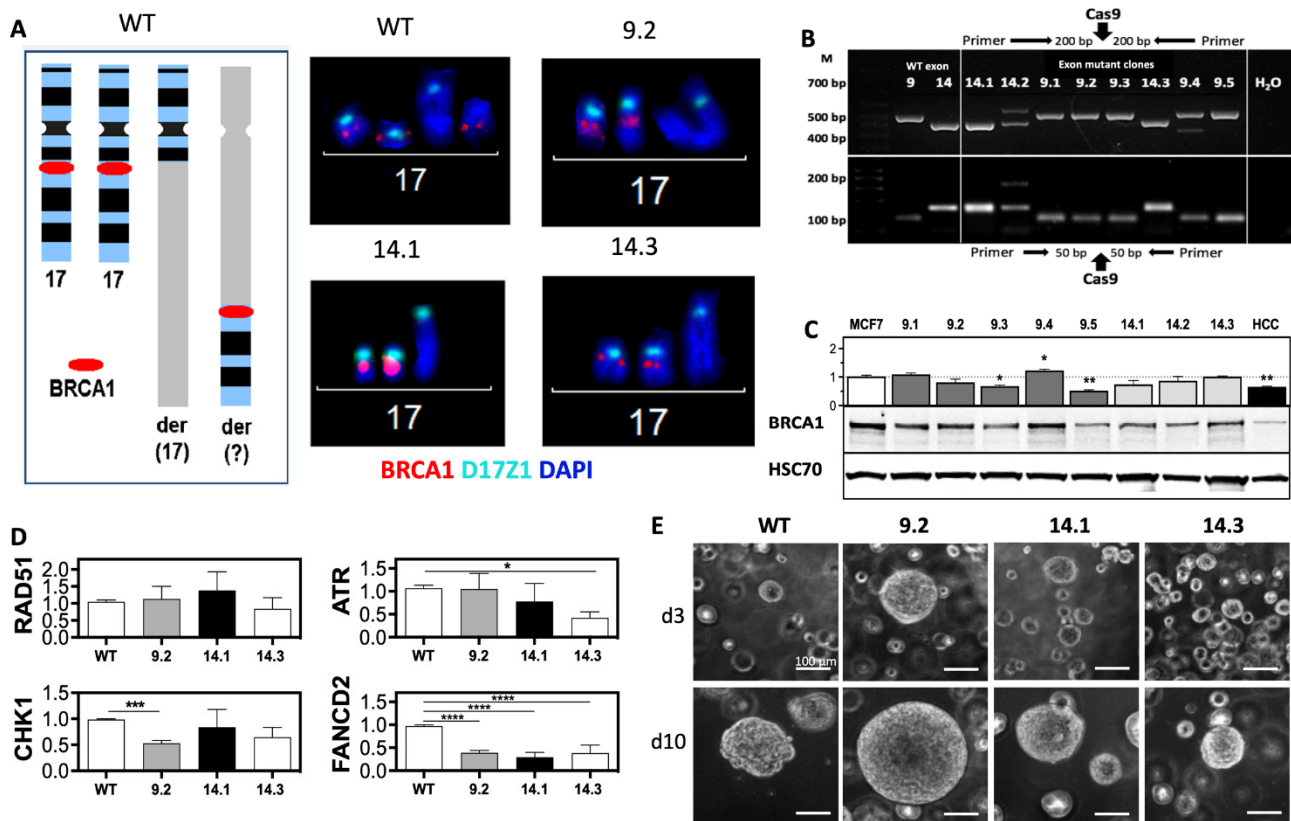 A
WT
17
17
BRCA1
der
(17)
der
(?)
WT
9.2
17
17
14.1
14.3
17
17
BRCA1 D17Z1 DAPI
B
Cas9
Primer
200 bp
200 bp
Primer
M
WT exon
Exon mutant clones
700 bp
9
14
14.1
14.2
9.1
9.2
9.3
14.3
9.4
9.5
H₂O
500 bp
400 bp
200 bp
100 bp
Primer
50 bp
50 bp
Primer
Cas9
C
MCF7
9.1
9.2
9.3
9.4
9.5
14.1
14.2
14.3
HCC
2
1
0
*
*
**
**
BRCA1
HSC70
D
RAD51
2.0
1.5
1.0
0.5
0.0
WT
9.2
14.1
14.3
ATR
1.5
1.0
0.5
0.0
*
WT
9.2
14.1
14.3
CHK1
1.5
1.0
0.5
0.0
***
WT
9.2
14.1
14.3
FANCD2
1.5
1.0
0.5
0.0
****
****
****
WT
9.2
14.1
14.3
E
WT
9.2
14.1
14.3
d3
100 µm
d10